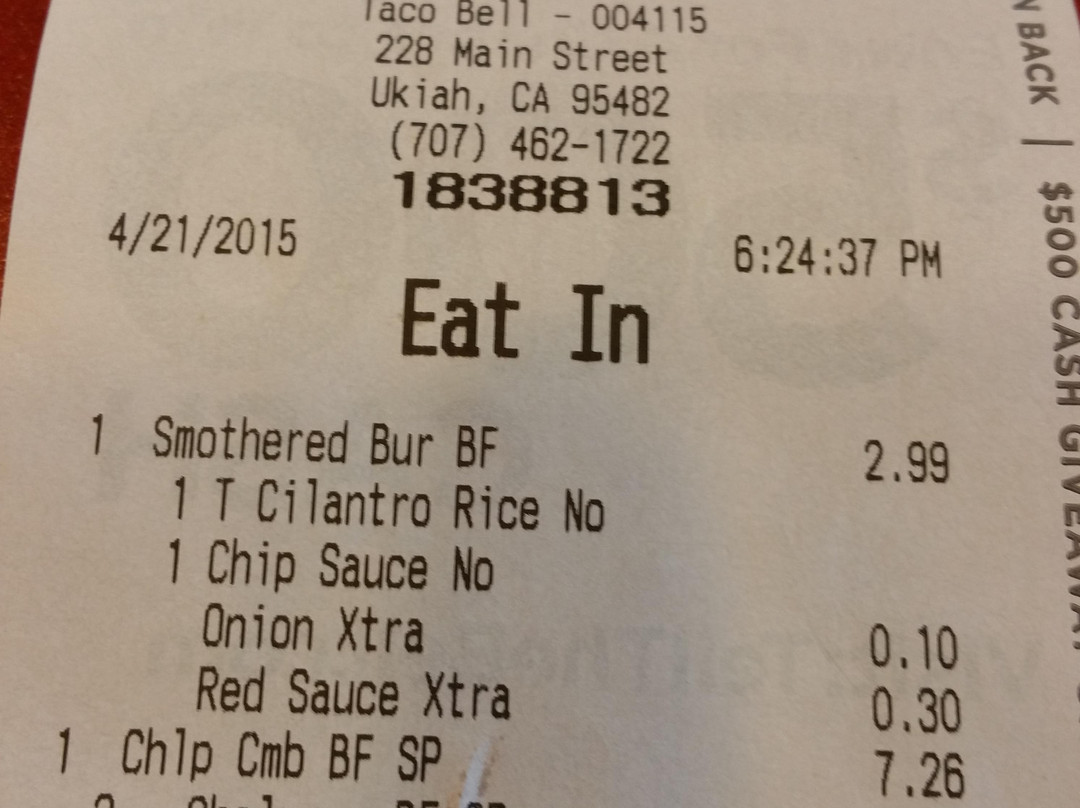 Taco Bell - 004115
228 Main Street
Ukiah, CA 95482
(707) 462-1722
1838813
4/21/2015 6:24:37 PM
Eat In
1 Smothered Bur BF 2.99
1 T Cilantro Rice No
1 Chip Sauce No
Onion Xtra 0.10
Red Sauce Xtra 0.30
1 Chlp Cmb BF SP 7.26
N BACK | $500 CASH GIVEAWAY